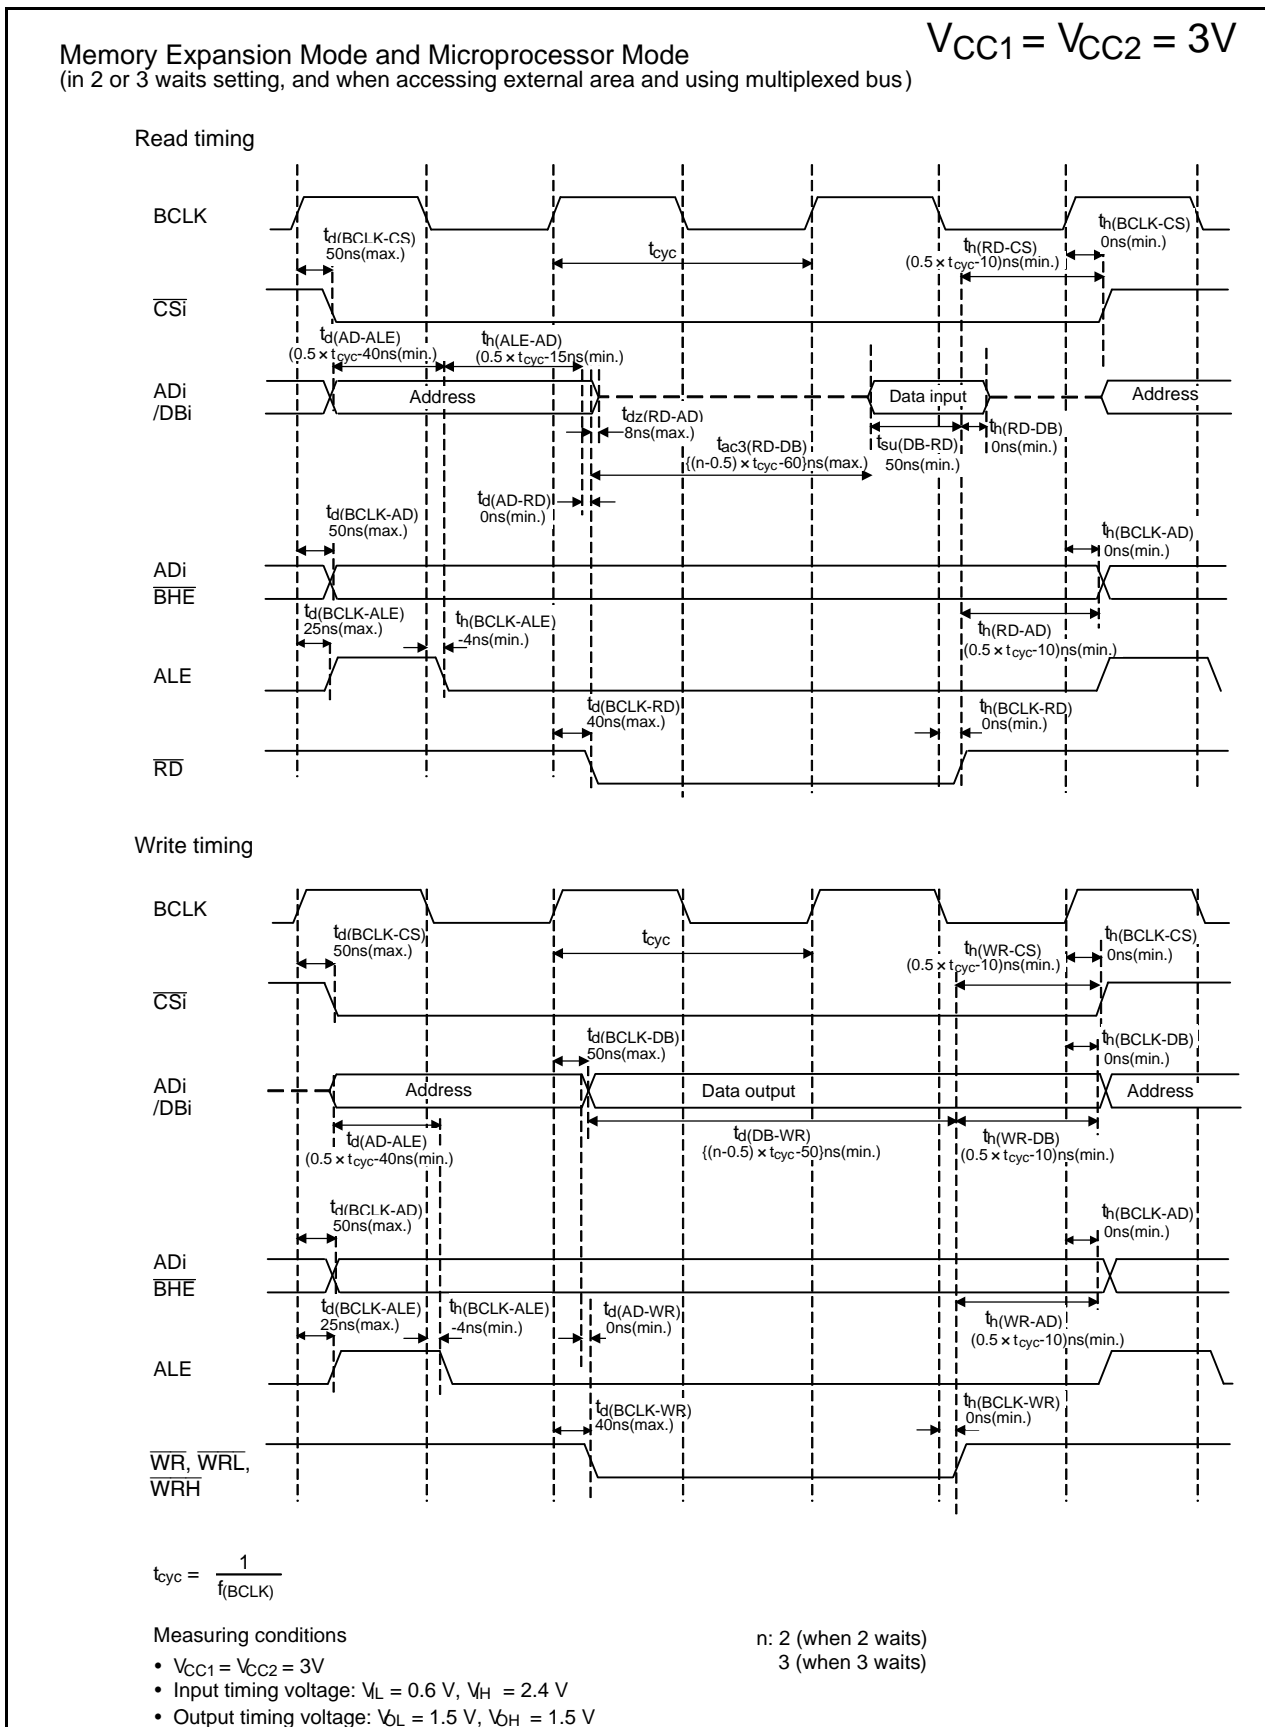 Memory Expansion Mode and Microprocessor Mode
VCC1 = VCC2 = 3V
(in 2 or 3 waits setting, and when accessing external area and using multiplexed bus)
Read timing
BCLK
td(BCLK-CS)
50ns(max.)
tcyc
th(RD-CS)
(0.5 × tcyc-10)ns(min.)
th(BCLK-CS)
0ns(min.)
CSi
td(AD-ALE)
(0.5 × tcyc-40ns(min.)
th(ALE-AD)
(0.5 × tcyc-15ns(min.)
ADi
/DBi
Address
Data input
Address
tdz(RD-AD)
8ns(max.)
tac3(RD-DB)
{(n-0.5) × tcyc-60}ns(max.)
tsu(DB-RD)
50ns(min.)
th(RD-DB)
0ns(min.)
td(AD-RD)
0ns(min.)
td(BCLK-AD)
50ns(max.)
th(BCLK-AD)
0ns(min.)
ADi
BHE
td(BCLK-ALE)
25ns(max.)
th(BCLK-ALE)
-4ns(min.)
th(RD-AD)
(0.5 × tcyc-10)ns(min.)
ALE
td(BCLK-RD)
40ns(max.)
th(BCLK-RD)
0ns(min.)
RD
Write timing
BCLK
td(BCLK-CS)
50ns(max.)
tcyc
th(WR-CS)
(0.5 × tcyc-10)ns(min.)
th(BCLK-CS)
0ns(min.)
CSi
td(BCLK-DB)
50ns(max.)
th(BCLK-DB)
0ns(min.)
ADi
/DBi
Address
Data output
Address
td(AD-ALE)
(0.5 × tcyc-40ns(min.)
td(DB-WR)
{(n-0.5) × tcyc-50}ns(min.)
th(WR-DB)
(0.5 × tcyc-10)ns(min.)
td(BCLK-AD)
50ns(max.)
th(BCLK-AD)
0ns(min.)
ADi
BHE
td(BCLK-ALE)
25ns(max.)
th(BCLK-ALE)
-4ns(min.)
td(AD-WR)
0ns(min.)
th(WR-AD)
(0.5 × tcyc-10)ns(min.)
ALE
td(BCLK-WR)
40ns(max.)
th(BCLK-WR)
0ns(min.)
WR, WRL,
WRH
tcyc = 1
f(BCLK)
Measuring conditions
• VCC1 = VCC2 = 3V
• Input timing voltage: VIL = 0.6 V, VIH = 2.4 V
• Output timing voltage: VOL = 1.5 V, VOH = 1.5 V
n: 2 (when 2 waits)
3 (when 3 waits)